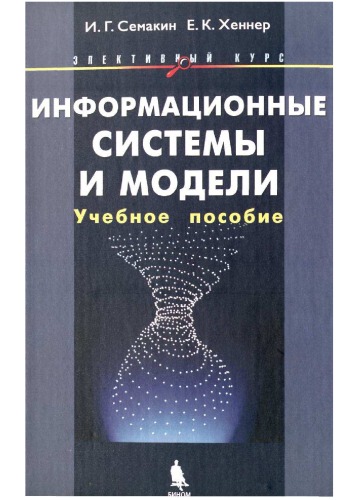 И. Г. Семакин Е. К. Хеннер
ЭЛЕКТИВНЫЙ КУРС
ИНФОРМАЦИОННЫЕ
СИСТЕМЫ
И МОДЕЛИ
Учебное пособие
БИНОМ